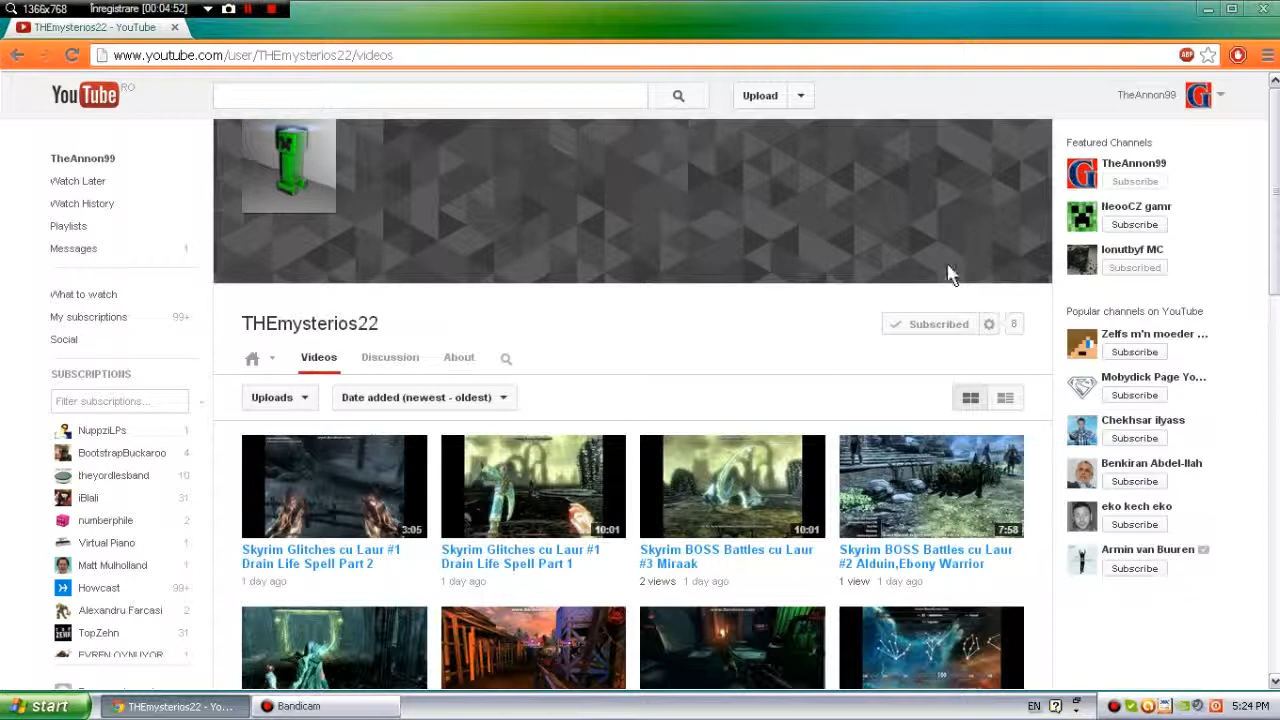 1366x768 Înregistrare [00:04:52]
THEmysterios22 - YouTube
www.youtube.com/user/THEmysterios22/videos
YouTube RO
Upload
TheAnnon99
TheAnnon99
Watch Later
Watch History
Playlists
Messages 1
What to watch
My subscriptions 99+
Social
SUBSCRIPTIONS
Filter subscriptions...
NuppziLPs 1
BootstrapBuckaroo 4
theyordlesband 10
iBlali 31
numberphile 2
Virtual Piano 1
Matt Mulholland 1
Howcast 99+
Alexandru Farcasi 2
TopZehn 31
EVREN OYNUYOR
THEmysterios22
Subscribed 8
Videos Discussion About
Uploads Date added (newest - oldest)
3:05
Skyrim Glitches cu Laur #1
Drain Life Spell Part 2
1 day ago
10:01
Skyrim Glitches cu Laur #1
Drain Life Spell Part 1
1 day ago
10:01
Skyrim BOSS Battles cu Laur
#3 Miraak
2 views 1 day ago
7:58
Skyrim BOSS Battles cu Laur
#2 Alduin,Ebony Warrior
1 view 1 day ago
Featured Channels
TheAnnon99
Subscribe
NeooCZ gamr
Subscribe
Ionutbyf MC
Subscribed
Popular channels on YouTube
Zelfs m'n moeder ...
Subscribe
Mobydick Page Yo...
Subscribe
Chekhsar ilyass
Subscribe
Benkiran Abdel-Ilah
Subscribe
eko kech eko
Subscribe
Armin van Buuren
Subscribe
start
THEmysterios22 - Yo...
Bandicam
EN
5:24 PM